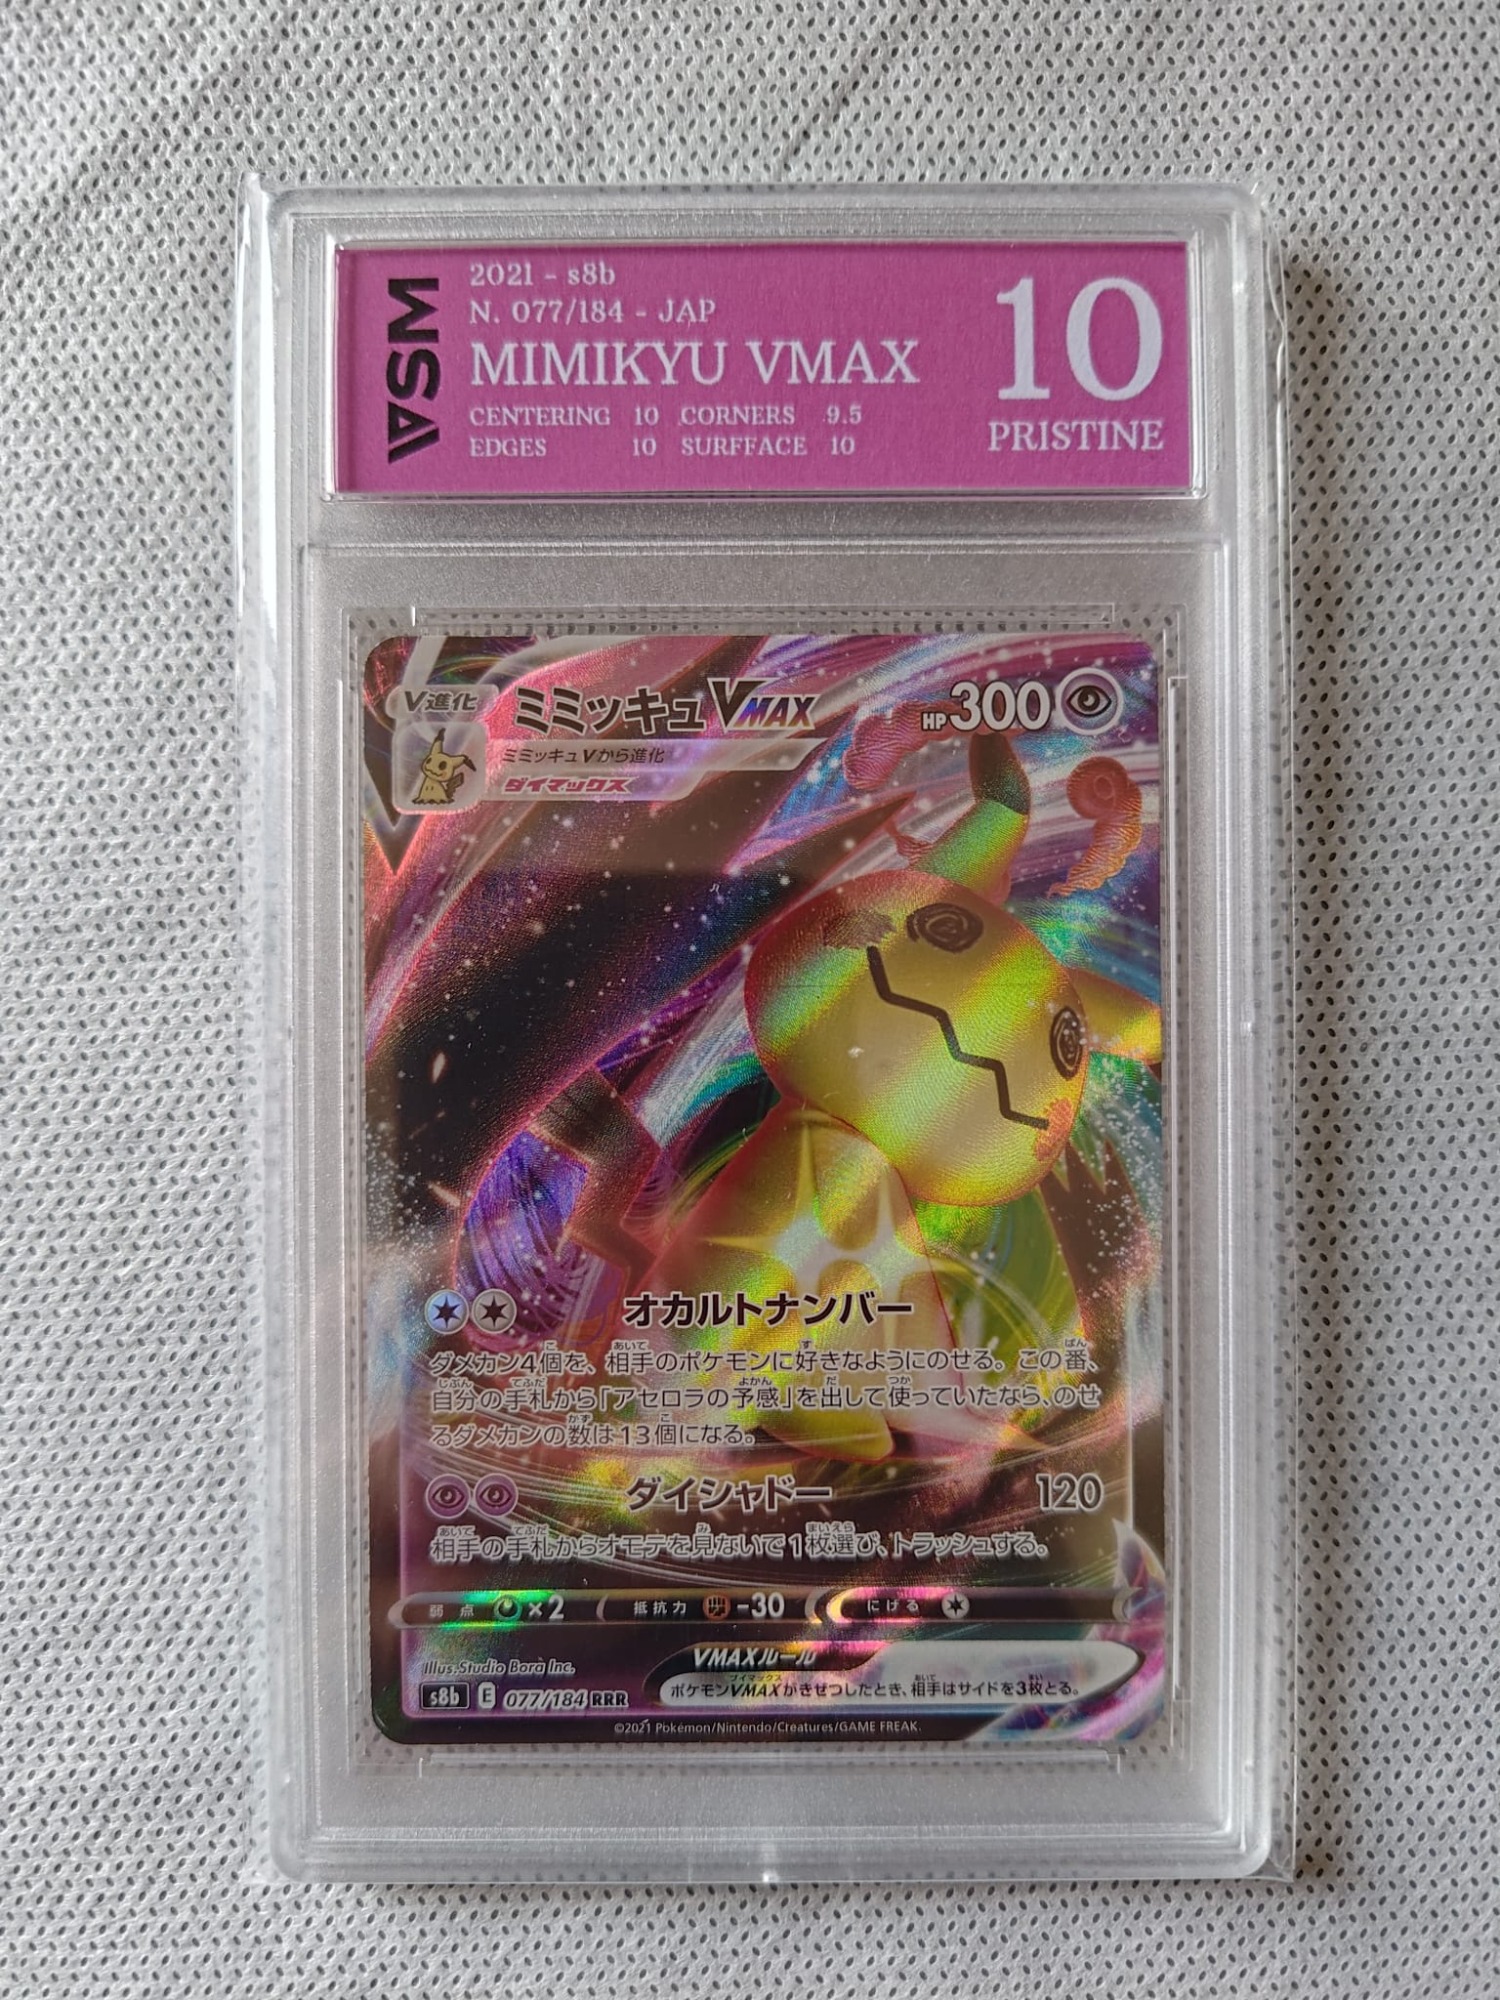 WSA
2021 - s8b
N. 077/184 - JAP
MIMIKYU VMAX
CENTERING 10 CORNERS 9.5
EDGES 10 SURFFACE 10
10
PRISTINE
V進化
ミミッキュVMAX
HP300
ミミッキュVから進化
ダイマックス
オカルトナンバー
ダメカン4個を、相手のポケモンに好きなようにのせる。この番、
自分の手札から「アセロラの予感」を出して使っていたなら、のせ
るダメカンの数は13個になる。
ダイシャドー 120
相手の手札からオモテを見ないで1枚選び、トラッシュする。
弱点 ×2 抵抗力 -30 にげる
Illus.Studio Bora Inc.
VMAXルール
ポケモンVMAXがきぜつしたとき、相手はサイドを3枚とる。
s8b E 077/184 RRR
©2021 Pokémon/Nintendo/Creatures/GAME FREAK.